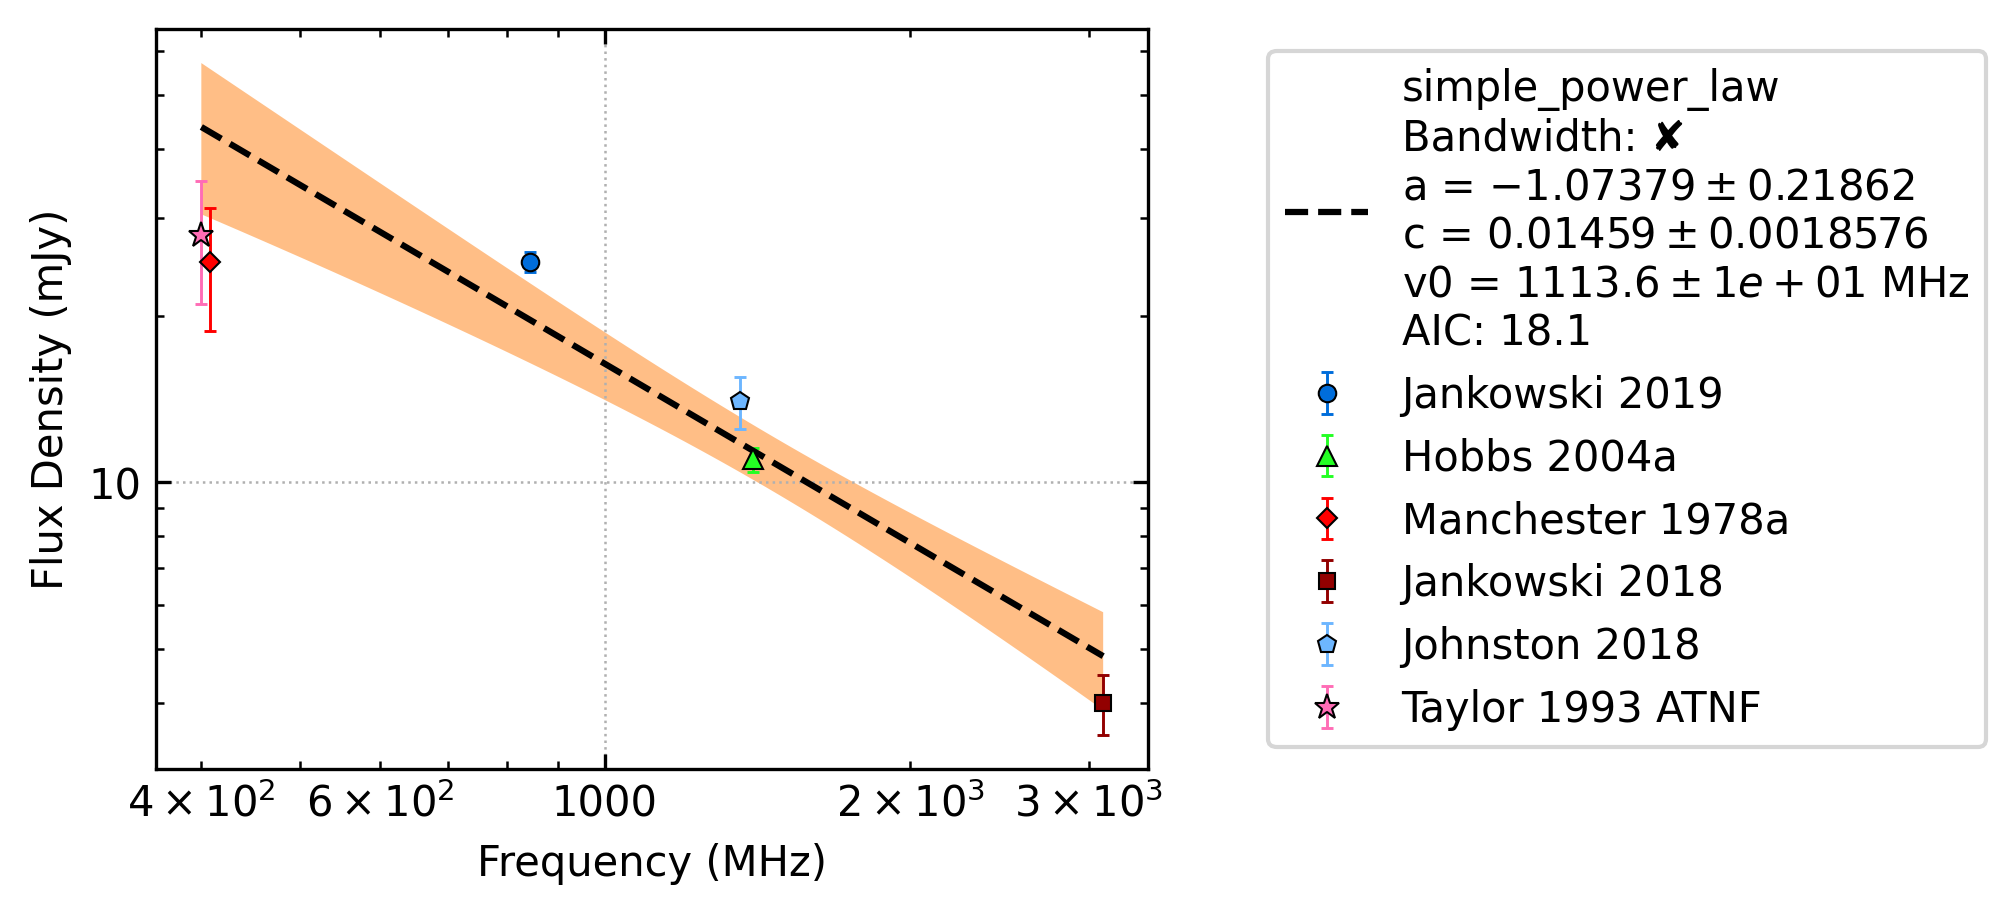 Flux Density (mJy)
10
4 × 10² 6 × 10² 1000 2 × 10³ 3 × 10³
Frequency (MHz)
simple_power_law
Bandwidth: ✘
a = −1.07379 ± 0.21862
c = 0.01459 ± 0.0018576
v0 = 1113.6 ± 1e + 01 MHz
AIC: 18.1
Jankowski 2019
Hobbs 2004a
Manchester 1978a
Jankowski 2018
Johnston 2018
Taylor 1993 ATNF